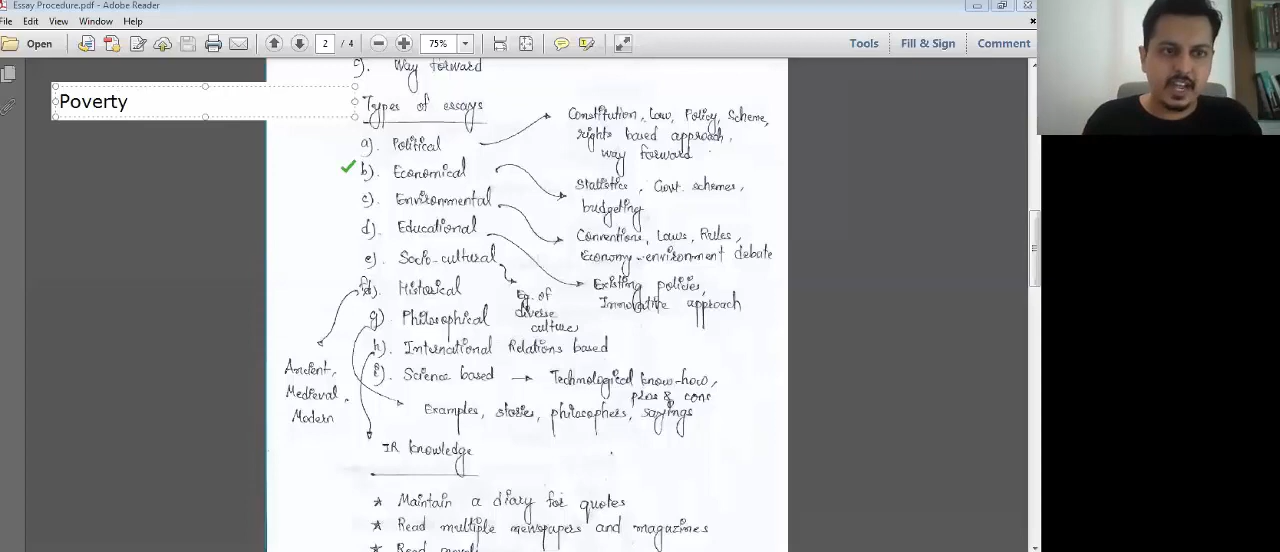 Essay Procedure.pdf - Adobe Reader
File Edit View Window Help
Open
2 / 4
75%
Tools
Fill & Sign
Comment
5). Way forward
Poverty
Types of essays
a). Political
Constitution, Law, Policy, Scheme,
rights based approach,
way forward
b). Economical
Statistics, Govt. schemes,
budgeting
c). Environmental
Conventions, Laws, Rules,
Economy-environment debate
d). Educational
Existing policies,
Innovative approach
e). Socio-cultural
Eg. of
diverse
culture
f). Historical
Ancient,
Medieval,
Modern
g). Philosophical
h). International Relations based
i). Science based → Technological know-how,
pros & cons
Examples, stories, philosophers, sayings
IR knowledge
* Maintain a diary for quotes
* Read multiple newspapers and magazines
* Read novels